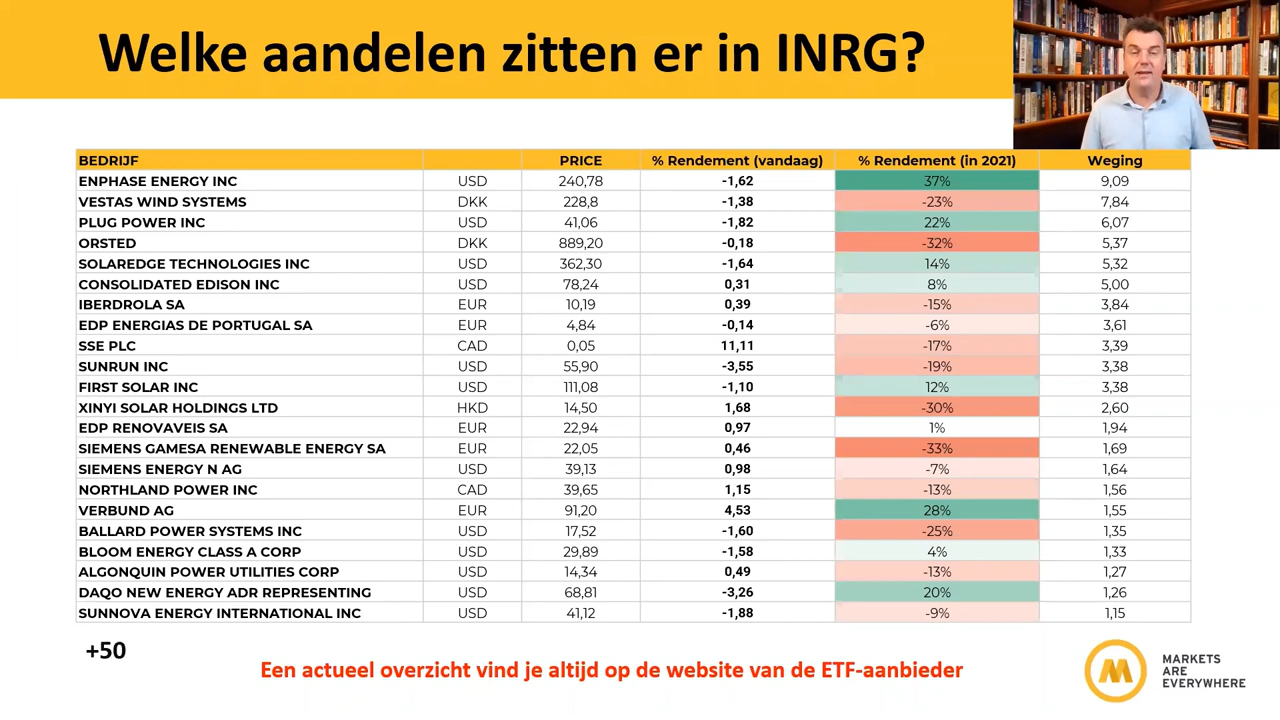 Welke aandelen zitten er in INRG?
BEDRIJF PRICE % Rendement (vandaag) % Rendement (in 2021) Weging
ENPHASE ENERGY INC USD 240,78 -1,62 37% 9,09
VESTAS WIND SYSTEMS DKK 228,8 -1,38 -23% 7,84
PLUG POWER INC USD 41,06 -1,82 22% 6,07
ORSTED DKK 889,20 -0,18 -32% 5,37
SOLAREDGE TECHNOLOGIES INC USD 362,30 -1,64 14% 5,32
CONSOLIDATED EDISON INC USD 78,24 0,31 8% 5,00
IBERDROLA SA EUR 10,19 0,39 -15% 3,84
EDP ENERGIAS DE PORTUGAL SA EUR 4,84 -0,14 -6% 3,61
SSE PLC CAD 0,05 11,11 -17% 3,39
SUNRUN INC USD 55,90 -3,55 -19% 3,38
FIRST SOLAR INC USD 111,08 -1,10 12% 3,38
XINYI SOLAR HOLDINGS LTD HKD 14,50 1,68 -30% 2,60
EDP RENOVAVEIS SA EUR 22,94 0,97 1% 1,94
SIEMENS GAMESA RENEWABLE ENERGY SA EUR 22,05 0,46 -33% 1,69
SIEMENS ENERGY N AG USD 39,13 0,98 -7% 1,64
NORTHLAND POWER INC CAD 39,65 1,15 -13% 1,56
VERBUND AG EUR 91,20 4,53 28% 1,55
BALLARD POWER SYSTEMS INC USD 17,52 -1,60 -25% 1,35
BLOOM ENERGY CLASS A CORP USD 29,89 -1,58 4% 1,33
ALGONQUIN POWER UTILITIES CORP USD 14,34 0,49 -13% 1,27
DAQO NEW ENERGY ADR REPRESENTING USD 68,81 -3,26 20% 1,26
SUNNOVA ENERGY INTERNATIONAL INC USD 41,12 -1,88 -9% 1,15
+50
Een actueel overzicht vind je altijd op de website van de ETF-aanbieder
MARKETS
ARE
EVERYWHERE